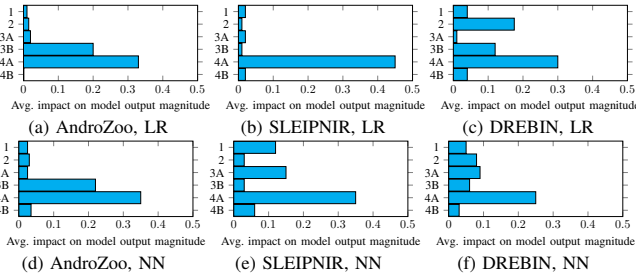 1 1 1
2 2 2
3A 3A 3A
3B 3B 3B
4A 4A 4A
4B 4B 4B
0 0.1 0.2 0.3 0.4 0.5 0 0.1 0.2 0.3 0.4 0.5 0 0.1 0.2 0.3 0.4 0.5
Avg. impact on model output magnitude Avg. impact on model output magnitude Avg. impact on model output magnitude
(a) AndroZoo, LR (b) SLEIPNIR, LR (c) DREBIN, LR
1 1 1
2 2 2
A 3A 3A
B 3B 3B
A 4A 4A
4B 4B 4B
0 0.1 0.2 0.3 0.4 0.5 0 0.1 0.2 0.3 0.4 0.5 0 0.1 0.2 0.3 0.4 0.5
Avg. impact on model output magnitude Avg. impact on model output magnitude Avg. impact on model output magnitude
(d) AndroZoo, NN (e) SLEIPNIR, NN (f) DREBIN, NN